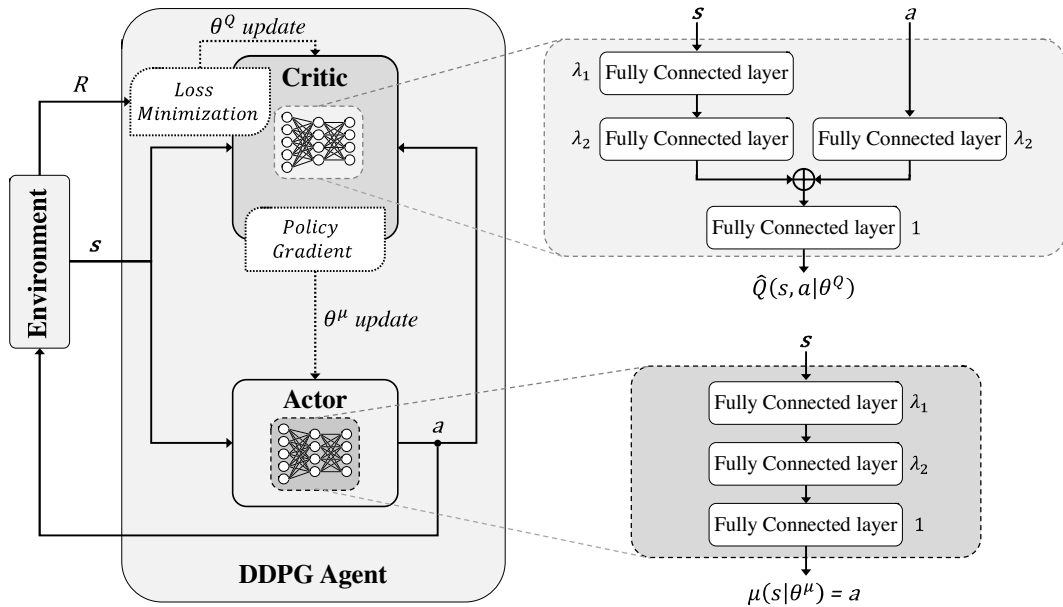 θ^Q update
R
Loss
Minimization
Critic
Policy
Gradient
θ^μ update
Environment
s
Actor
a
DDPG Agent
s
a
λ₁
Fully Connected layer
λ₂
Fully Connected layer
Fully Connected layer
λ₂
Fully Connected layer
1
Q̂(s,a|θ^Q)
s
Fully Connected layer
λ₁
Fully Connected layer
λ₂
Fully Connected layer
1
μ(s|θ^μ) = a